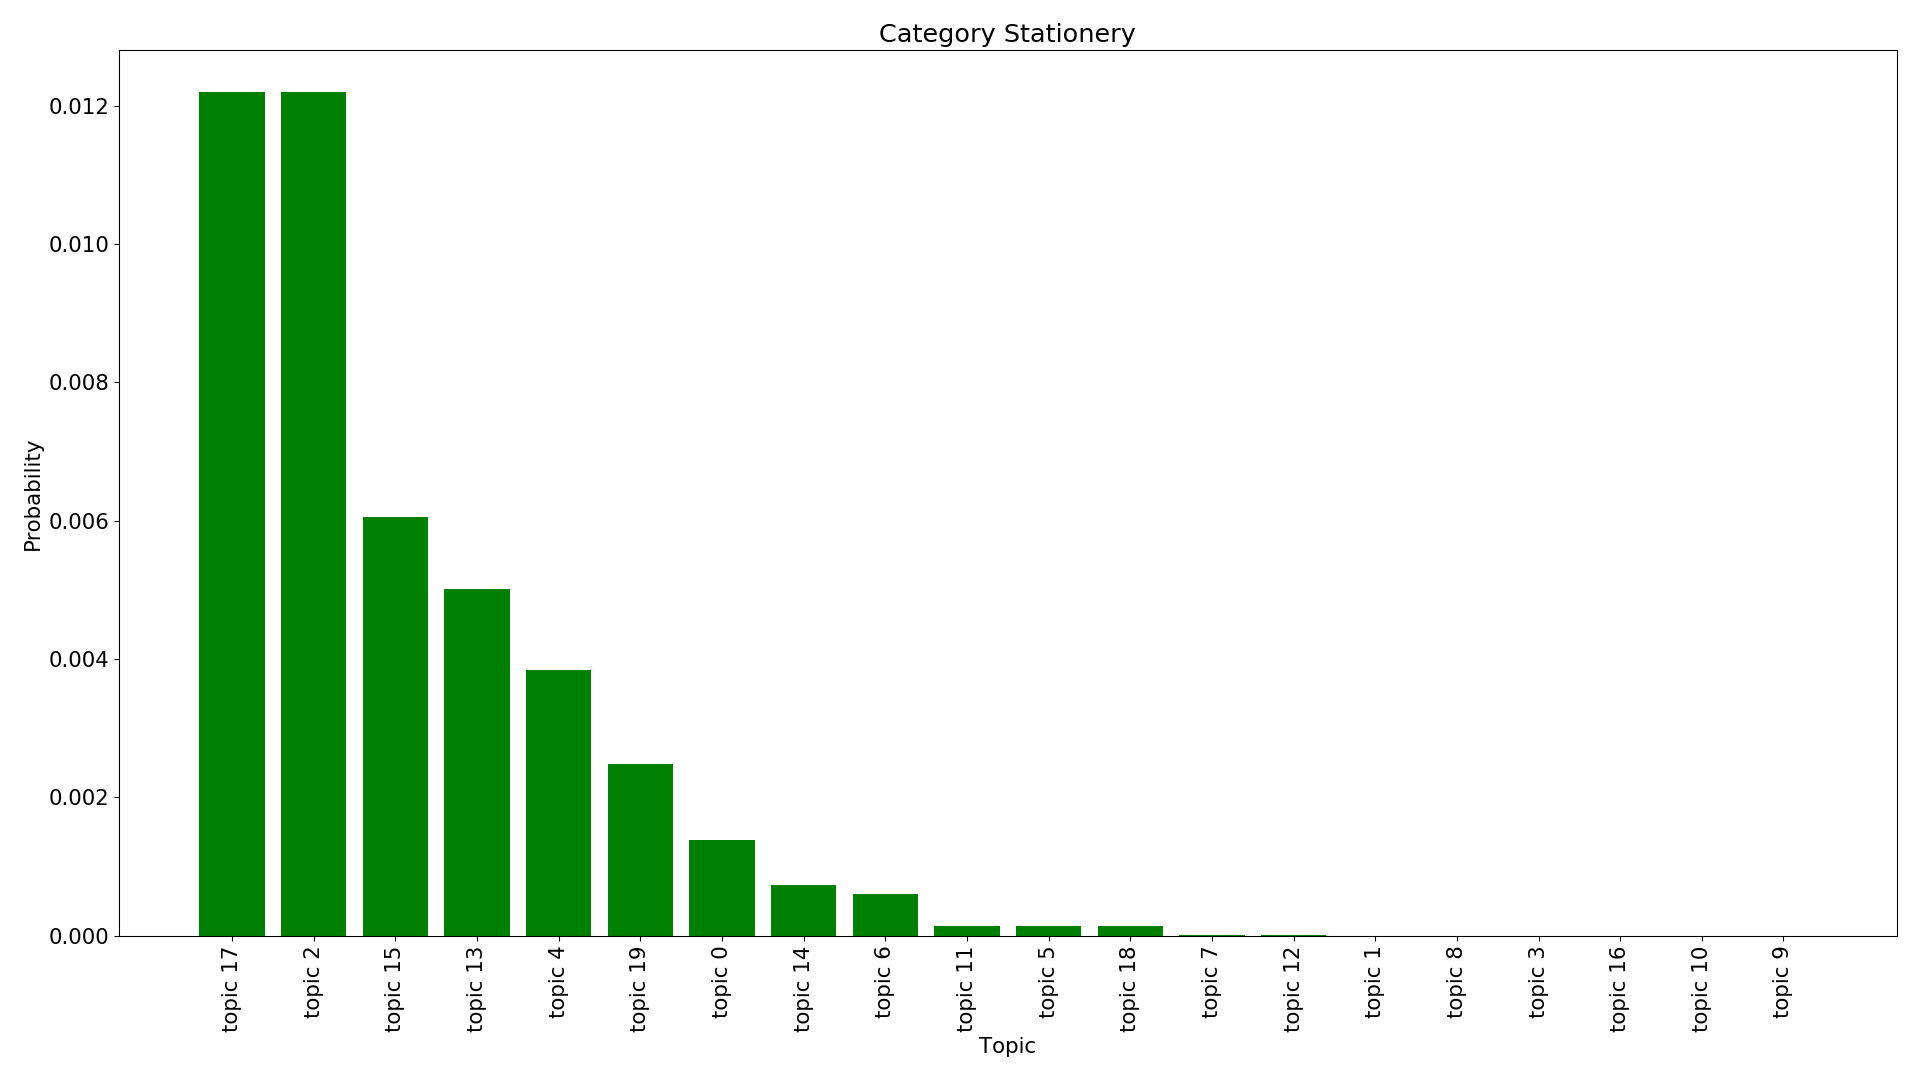 Category Stationery
0.012
0.010
0.008
0.006
0.004
0.002
0.000
Probability
topic 17
topic 2
topic 15
topic 13
topic 4
topic 19
topic 0
topic 14
topic 6
topic 11
topic 5
topic 18
topic 7
topic 12
topic 1
topic 8
topic 3
topic 16
topic 10
topic 9
Topic